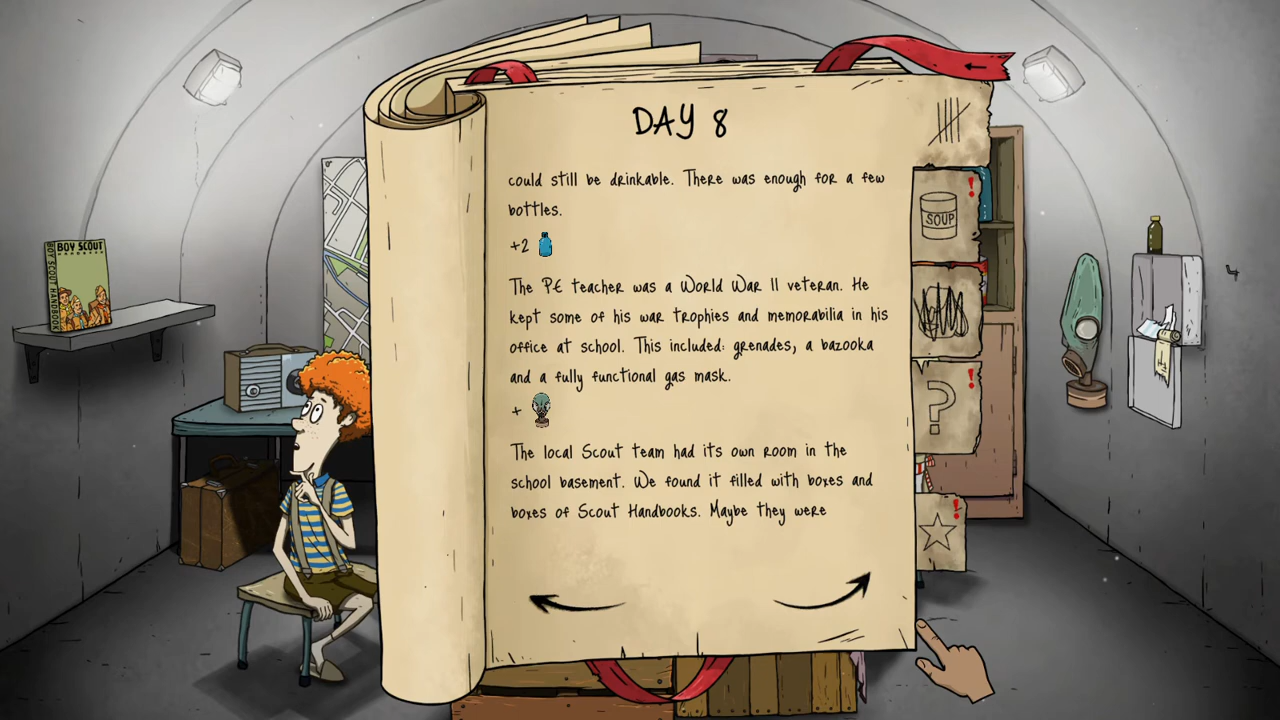 DAY 8
could still be drinkable. There was enough for a few
bottles.
+2
The PE teacher was a World War II veteran. He
kept some of his war trophies and memorabilia in his
office at school. This included: grenades, a bazooka
and a fully functional gas mask.
+
The local Scout team had its own room in the
school basement. We found it filled with boxes and
boxes of Scout Handbooks. Maybe they were
SOUP
!
?
!
!
BOY SCOUT
BOY SCOUT HANDBOOK